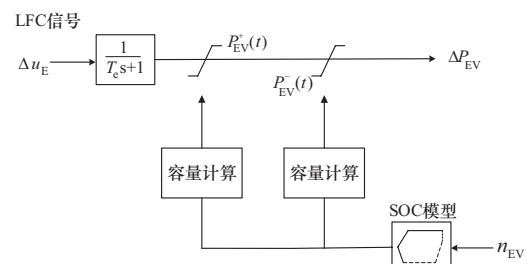 LFC信号
Δu_E
1
T_e s+1
P_EV^+(t)
P_EV^-(t)
ΔP_EV
容量计算
容量计算
SOC模型
n_EV